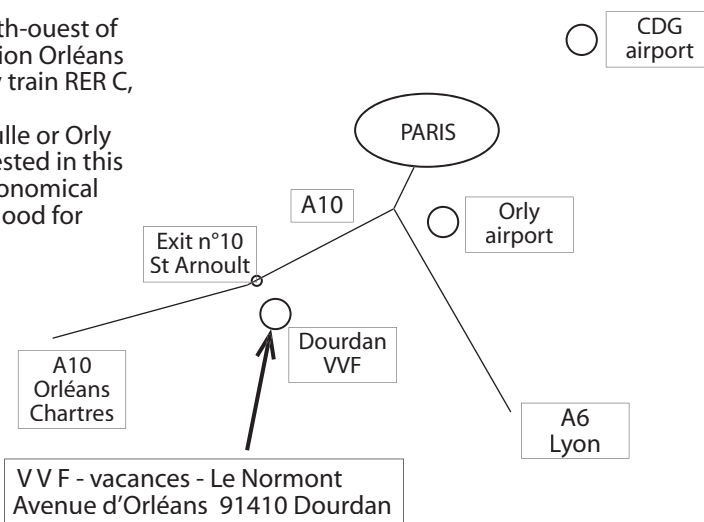 th-ouest of
ion Orléans
train RER C,
ulle or Orly
ested in this
onomical
ood for
CDG
airport
PARIS
A10
Orly
airport
Exit n°10
St Arnoult
Dourdan
VVF
A10
Orléans
Chartres
A6
Lyon
V V F - vacances - Le Normont
Avenue d'Orléans 91410 Dourdan